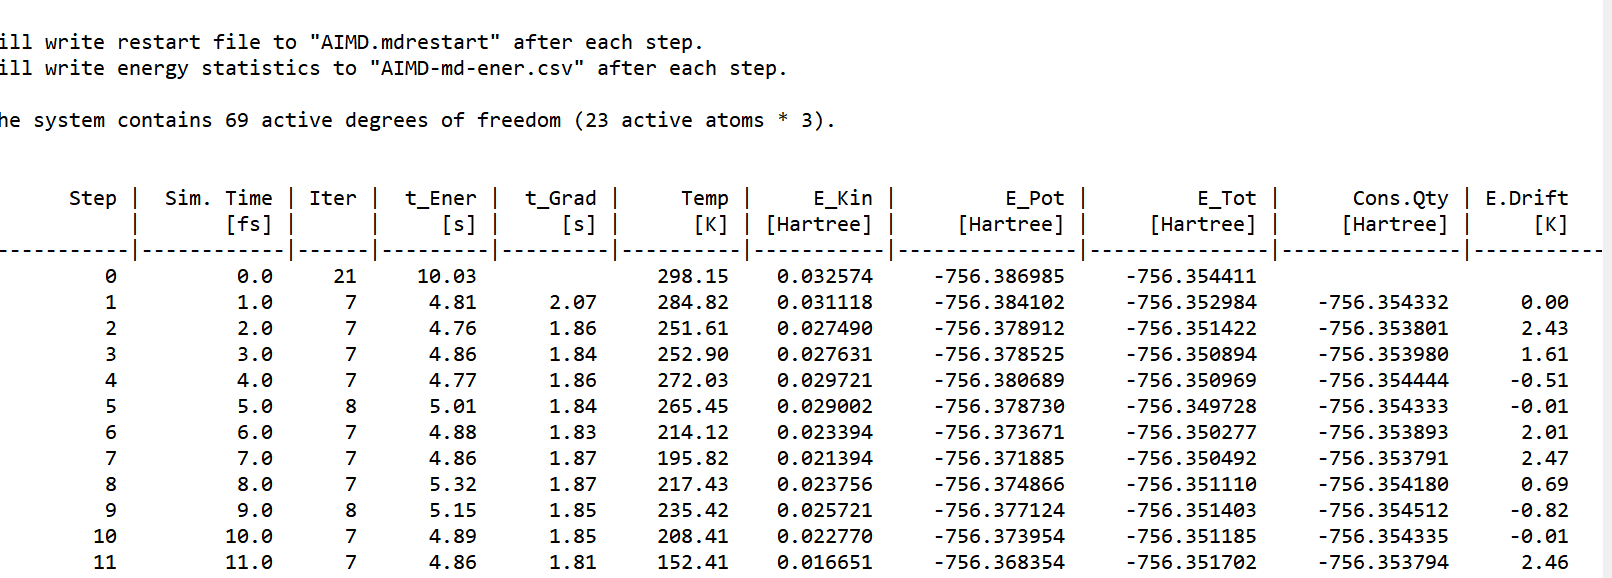 ill write restart file to "AIMD.mdrestart" after each step.
ill write energy statistics to "AIMD-md-ener.csv" after each step.
he system contains 69 active degrees of freedom (23 active atoms * 3).
Step | Sim. Time | Iter | t_Ener | t_Grad | Temp | E_Kin | E_Pot | E_Tot | Cons.Qty | E.Drift
| [fs] | | [s] | [s] | [K] | [Hartree] | [Hartree] | [Hartree] | [Hartree] | [K]
-----------|------------|------|---------|---------|----------|-----------|---------------|---------------|---------------|-----------
0 0.0 21 10.03 298.15 0.032574 -756.386985 -756.354411
1 1.0 7 4.81 2.07 284.82 0.031118 -756.384102 -756.352984 -756.354332 0.00
2 2.0 7 4.76 1.86 251.61 0.027490 -756.378912 -756.351422 -756.353801 2.43
3 3.0 7 4.86 1.84 252.90 0.027631 -756.378525 -756.350894 -756.353980 1.61
4 4.0 7 4.77 1.86 272.03 0.029721 -756.380689 -756.350969 -756.354444 -0.51
5 5.0 8 5.01 1.84 265.45 0.029002 -756.378730 -756.349728 -756.354333 -0.01
6 6.0 7 4.88 1.83 214.12 0.023394 -756.373671 -756.350277 -756.353893 2.01
7 7.0 7 4.86 1.87 195.82 0.021394 -756.371885 -756.350492 -756.353791 2.47
8 8.0 7 5.32 1.87 217.43 0.023756 -756.374866 -756.351110 -756.354180 0.69
9 9.0 8 5.15 1.85 235.42 0.025721 -756.377124 -756.351403 -756.354512 -0.82
10 10.0 7 4.89 1.85 208.41 0.022770 -756.373954 -756.351185 -756.354335 -0.01
11 11.0 7 4.86 1.81 152.41 0.016651 -756.368354 -756.351702 -756.353794 2.46